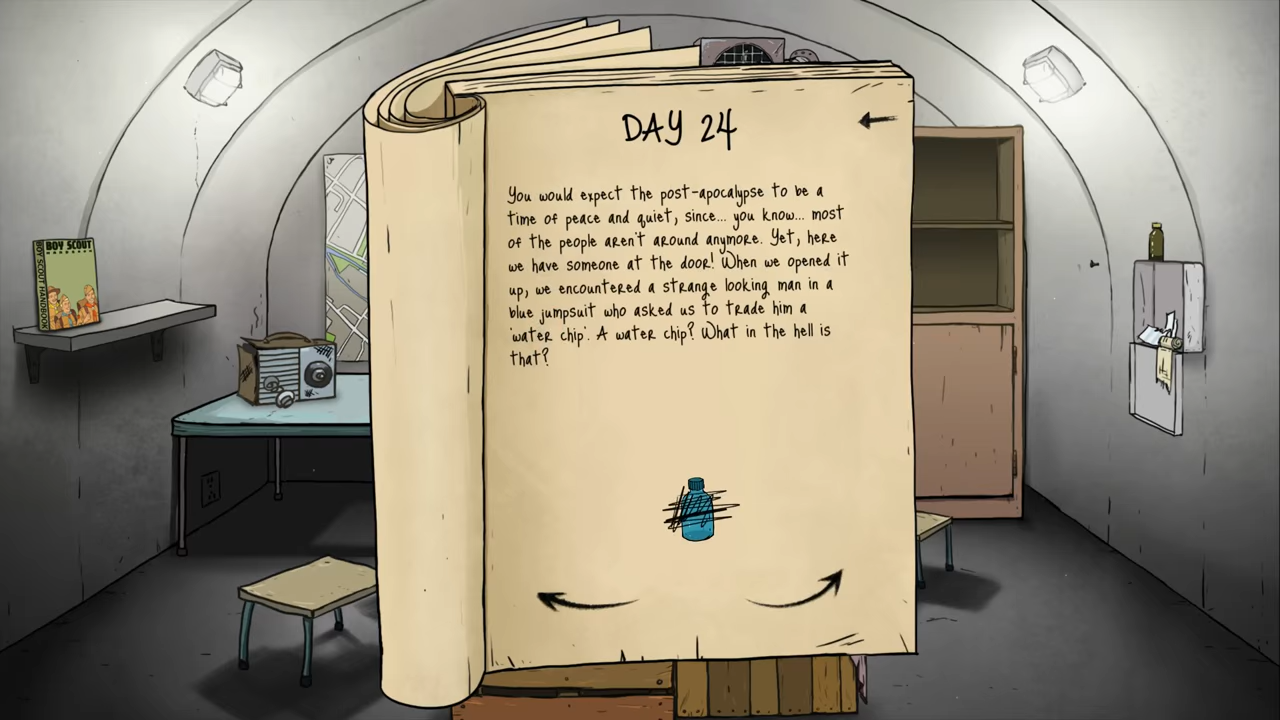 DAY 24
You would expect the post-apocalypse to be a
time of peace and quiet, since... you know... most
of the people aren't around anymore. Yet, here
we have someone at the door! When we opened it
up, we encountered a strange looking man in a
blue jumpsuit who asked us to trade him a
'water chip'. A water chip? What in the hell is
that?
BOY SCOUT
BOY SCOUT HANDBOOK